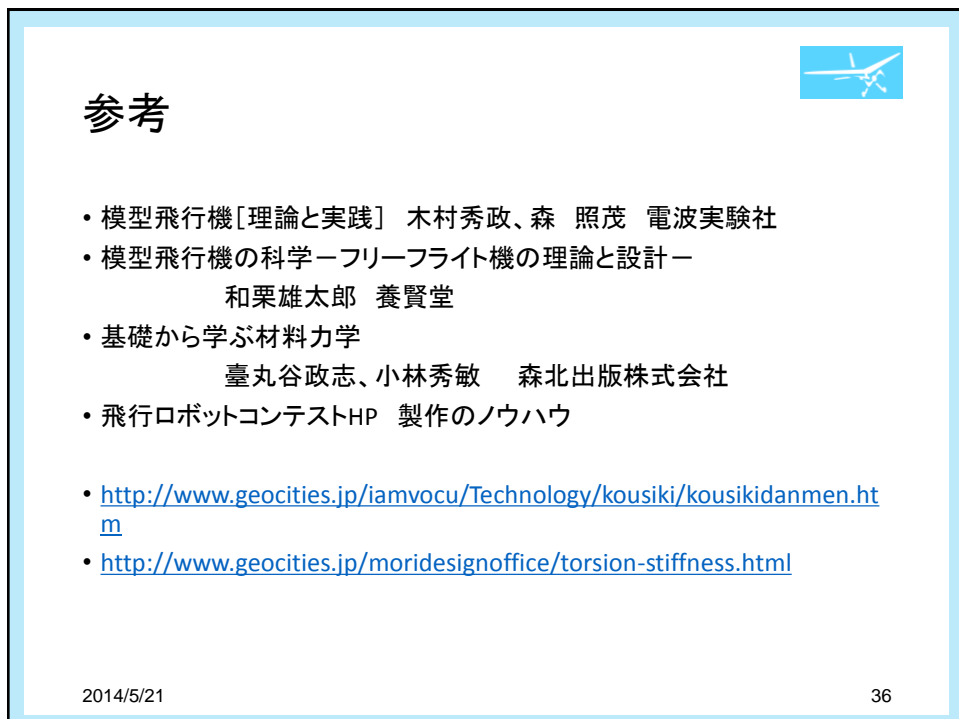 参考
• 模型飛行機[理論と実践]　木村秀政、森　照茂　電波実験社
• 模型飛行機の科学－フリーフライト機の理論と設計－
和栗雄太郎　養賢堂
• 基礎から学ぶ材料力学
臺丸谷政志、小林秀敏　森北出版株式会社
• 飛行ロボットコンテストHP　製作のノウハウ
• http://www.geocities.jp/iamvocu/Technology/kousiki/kousikidanmen.ht
m
• http://www.geocities.jp/moridesignoffice/torsion-stiffness.html
2014/5/21
36